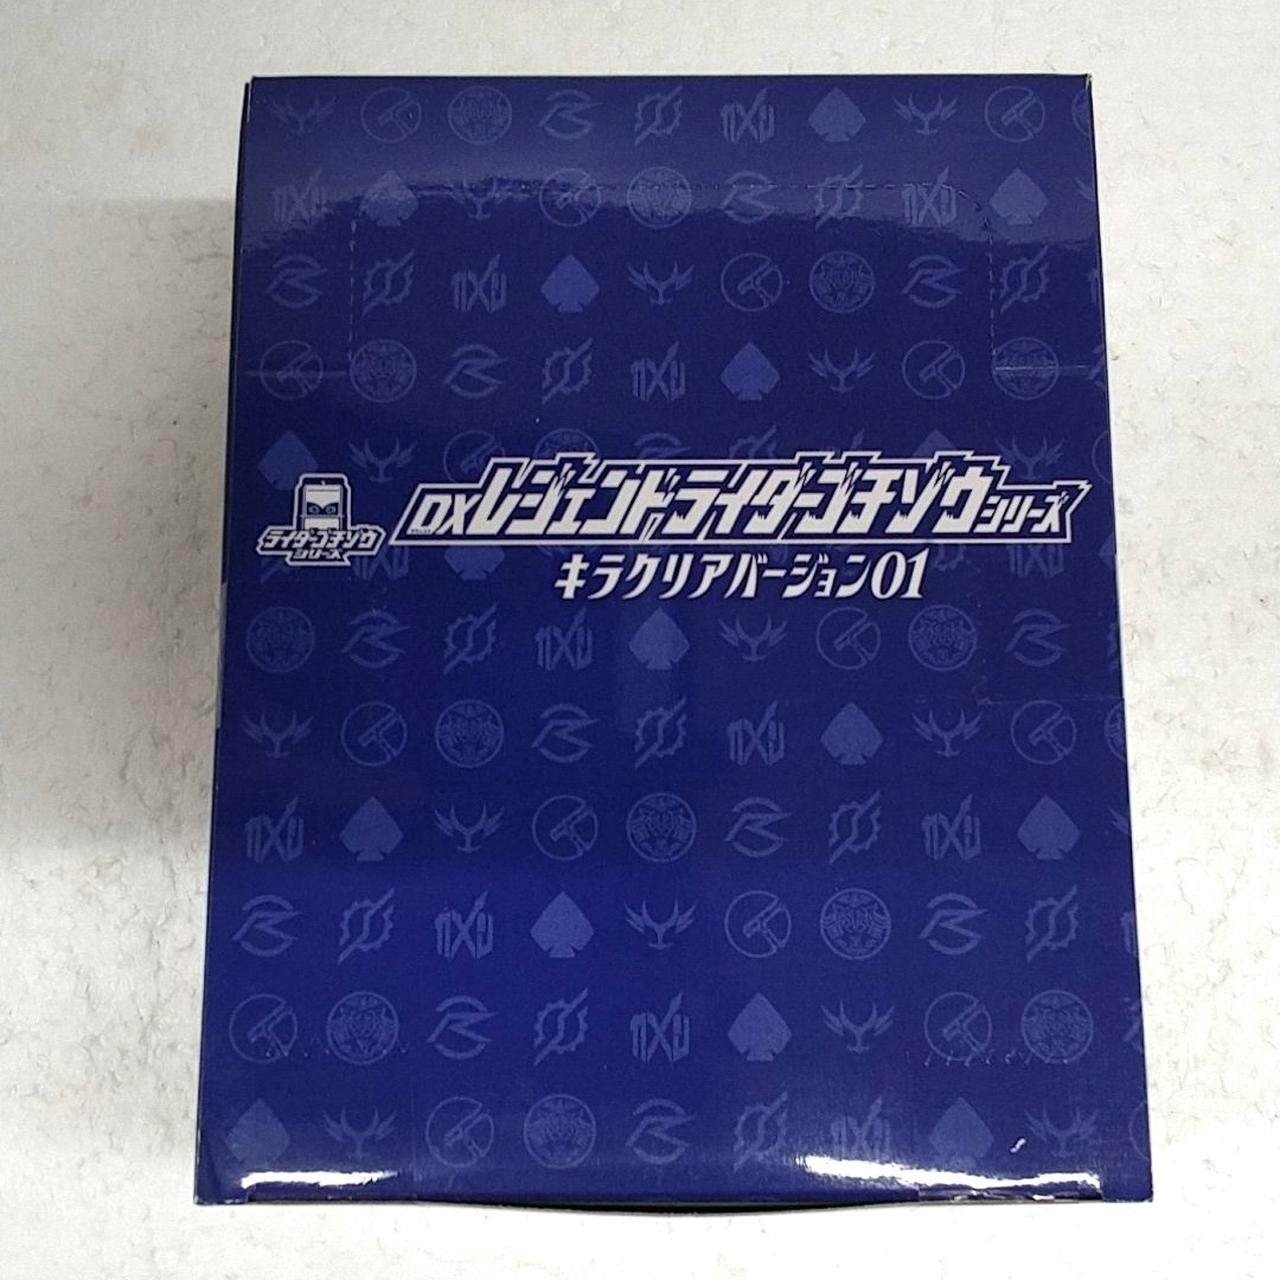 DXレジェンドライダーゴチゾウシリーズ
ライダーゴチゾウ
シリーズ
キラクリアバージョン01